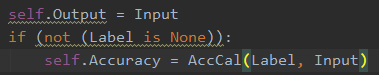 self.Output = Input
if (not (Label is None)):
    self.Accuracy = AccCal(Label, Input)